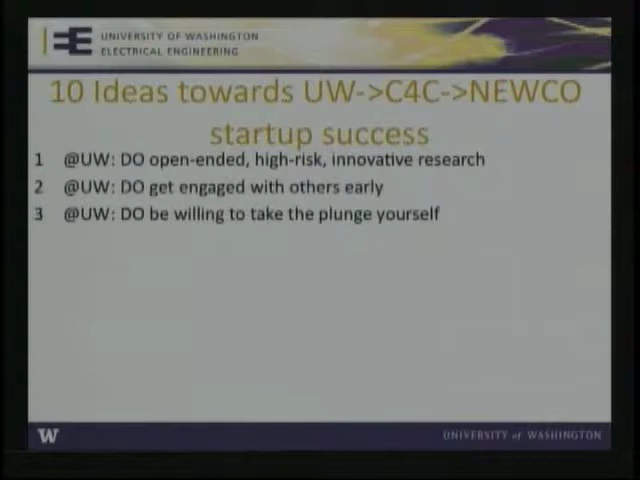 UNIVERSITY OF WASHINGTON
ELECTRICAL ENGINEERING
10 Ideas towards UW->C4C->NEWCO
startup success
1 @UW: DO open-ended, high-risk, innovative research
2 @UW: DO get engaged with others early
3 @UW: DO be willing to take the plunge yourself
W
UNIVERSITY of WASHINGTON